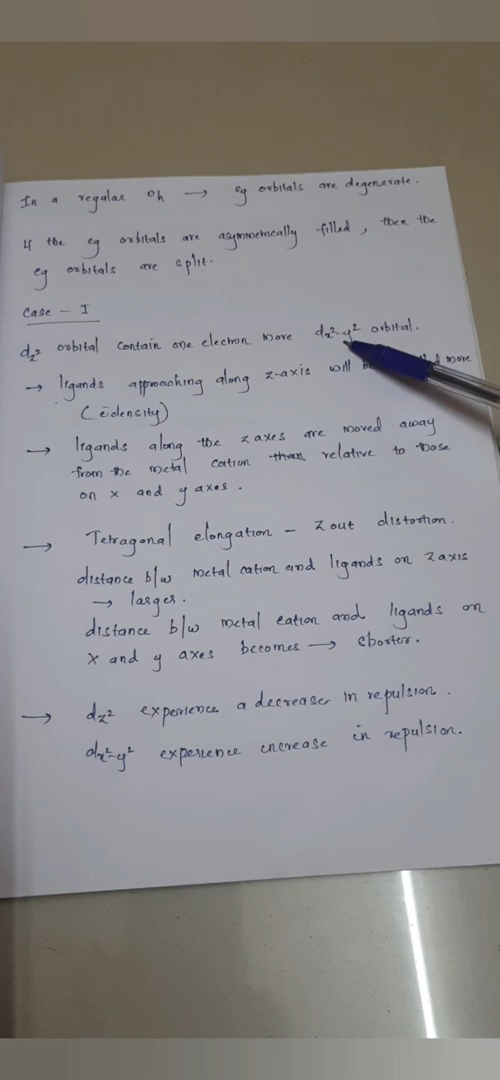 In a regular Oh → eg orbitals are degenerate.
if the eg orbitals are asymmetrically filled, then the
eg orbitals are split.
Case - I
dz² orbital contain one electron more dx²-y² orbital.
→ ligands approaching along z-axis will more
(e⁻density)
→ ligands along the z axes are moved away
from the metal cation than relative to those
on x and y axes.
→ Tetragonal elongation - Z out distortion.
distance b/w metal cation and ligands on z axis
→ larger.
distance b/w metal cation and ligands on
x and y axes becomes → shorter.
→ dz² experience a decrease in repulsion.
dx²-y² experience increase in repulsion.